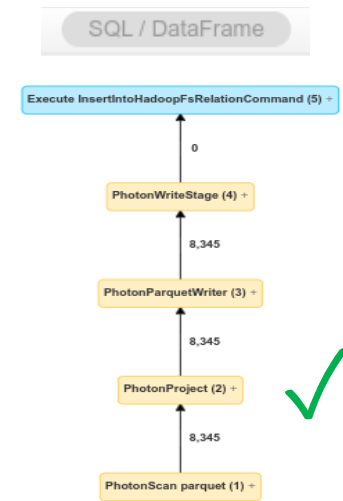 SQL / DataFrame
Execute InsertIntoHadoopFsRelationCommand (5) +
0
PhotonWriteStage (4) +
8,345
PhotonParquetWriter (3) +
8,345
PhotonProject (2) +
8,345
PhotonScan parquet (1) +